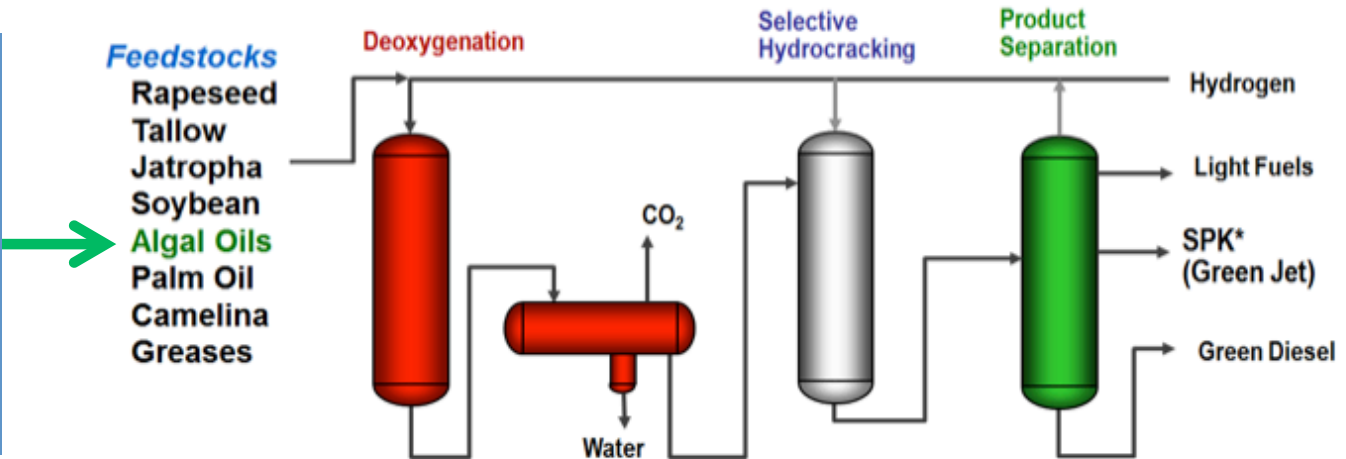 Feedstocks
Rapeseed
Tallow
Jatropha
Soybean
Algal Oils
Palm Oil
Camelina
Greases
Deoxygenation
CO₂
Water
Selective
Hydrocracking
Product
Separation
Hydrogen
Light Fuels
SPK*
(Green Jet)
Green Diesel